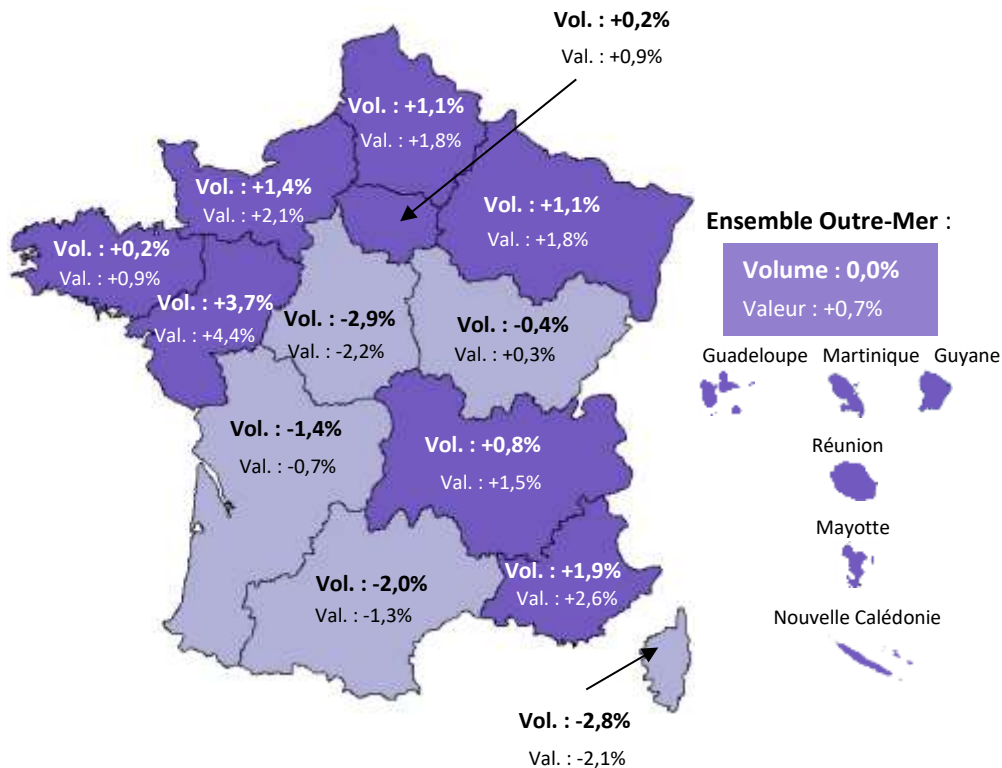 Vol. : +0,2%
Val. : +0,9%
Vol. : +1,1%
Val. : +1,8%
Vol. : +1,4%
Val. : +2,1%
Vol. : +1,1%
Val. : +1,8%
Vol. : +0,2%
Val. : +0,9%
Vol. : +3,7%
Val. : +4,4%
Vol. : -2,9%
Val. : -2,2%
Vol. : -0,4%
Val. : +0,3%
Vol. : -1,4%
Val. : -0,7%
Vol. : +0,8%
Val. : +1,5%
Vol. : -2,0%
Val. : -1,3%
Vol. : +1,9%
Val. : +2,6%
Vol. : -2,8%
Val. : -2,1%
Ensemble Outre-Mer :
Volume : 0,0%
Valeur : +0,7%
Guadeloupe Martinique Guyane
Réunion
Mayotte
Nouvelle Calédonie